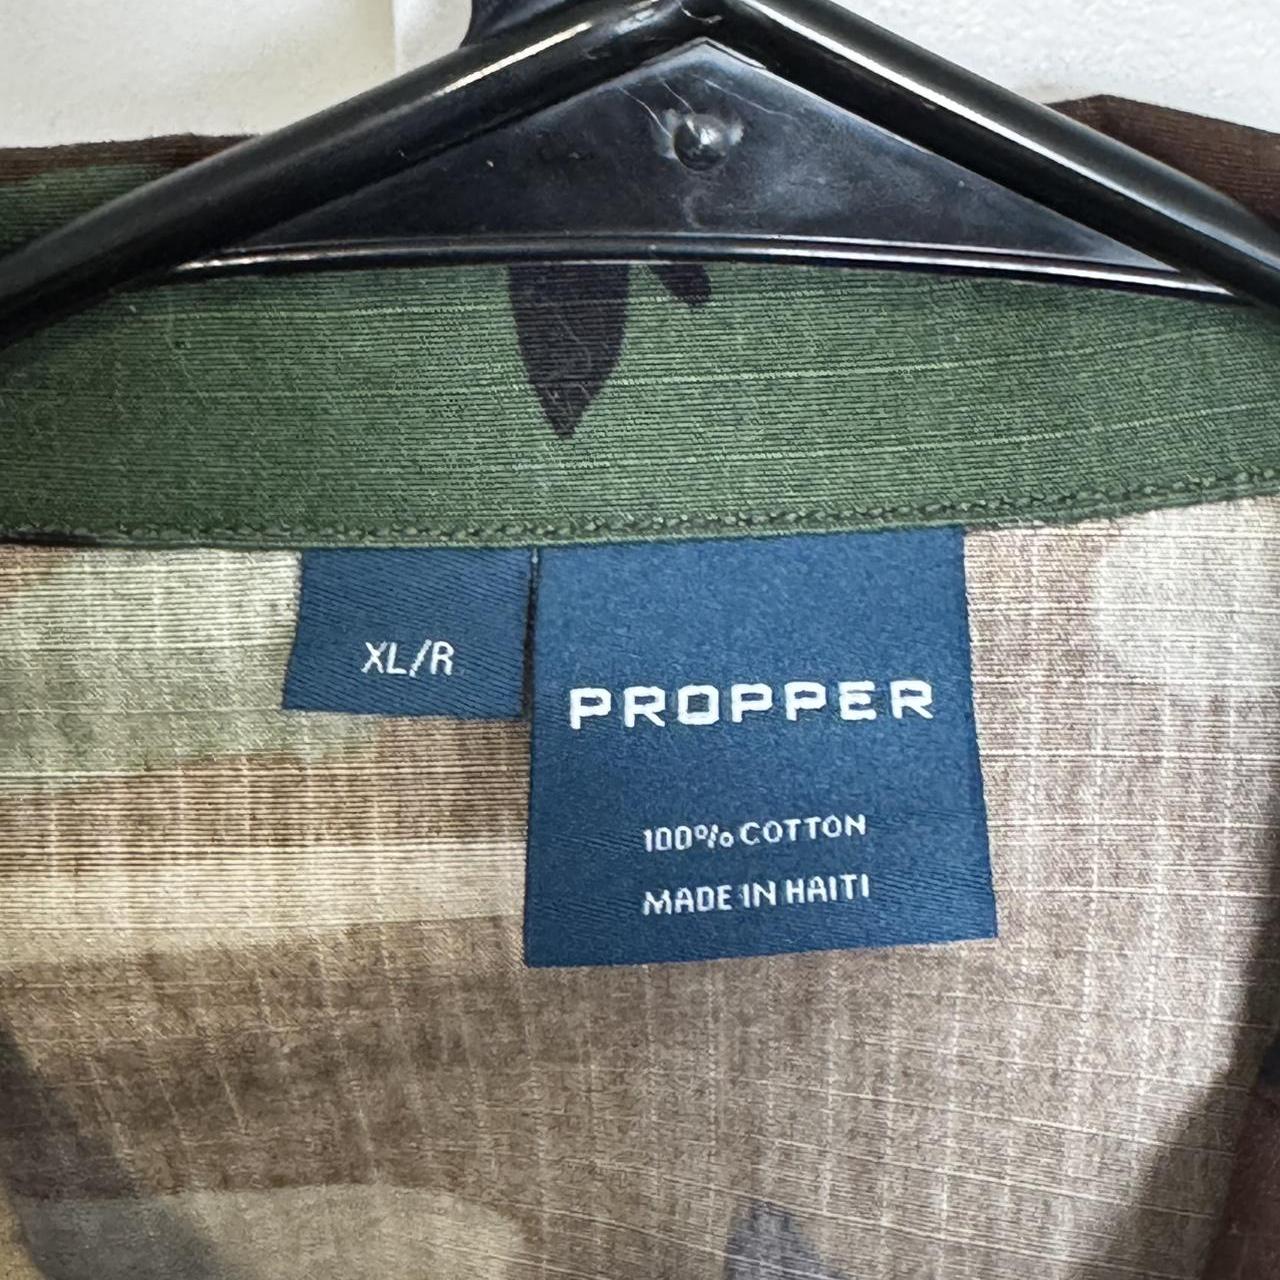 XL/R
PROPPER
100% COTTON
MADE IN HAITI